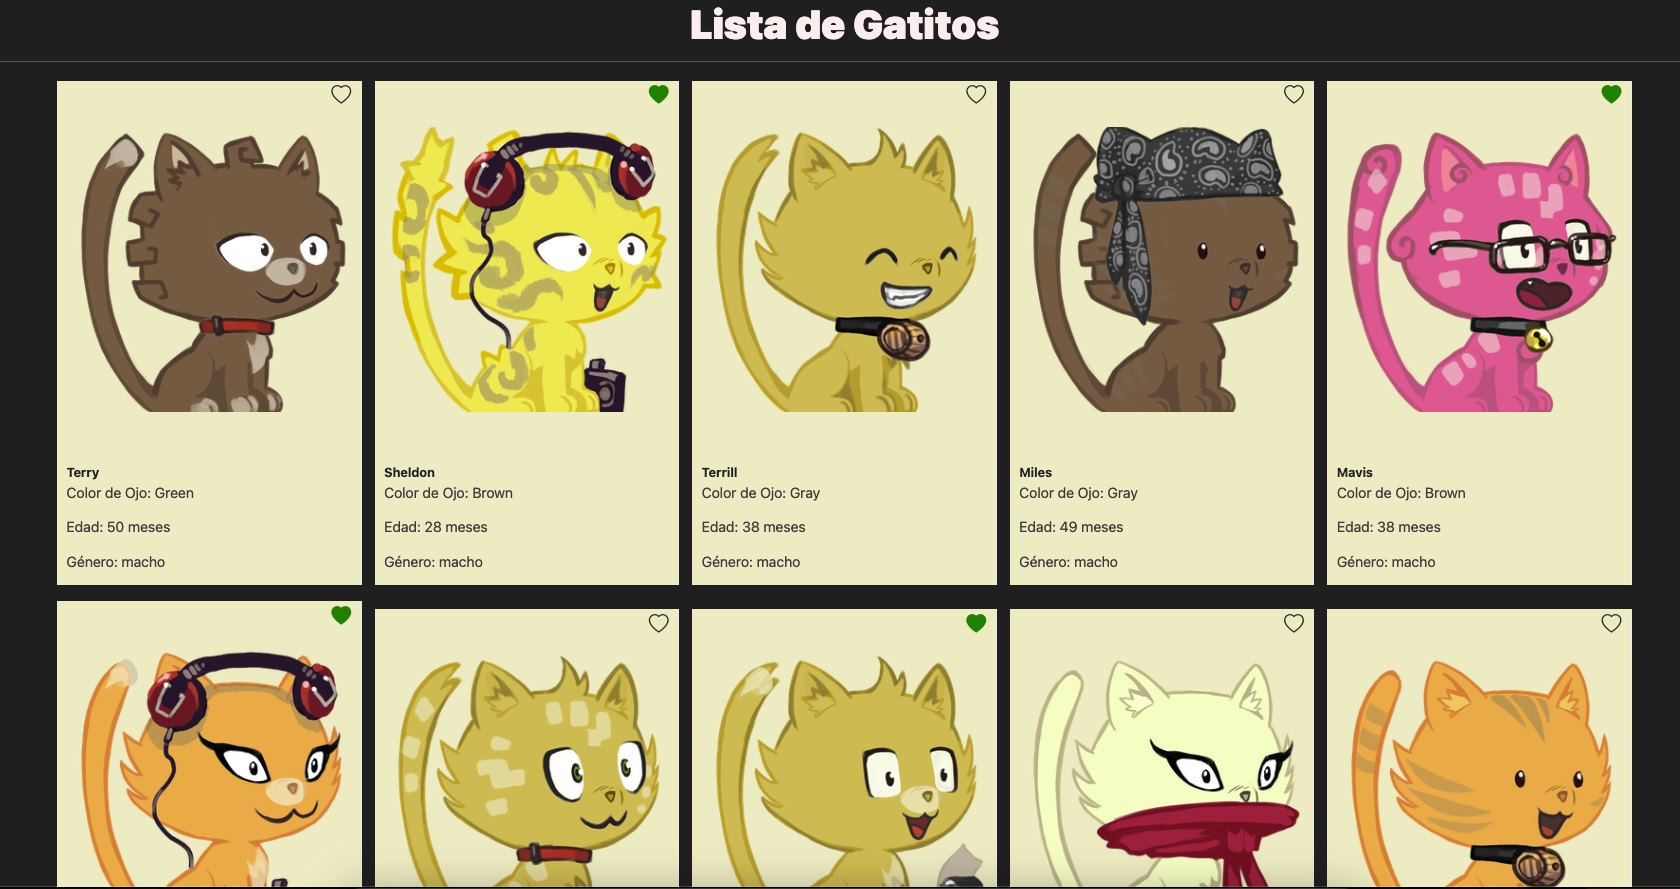 Lista de Gatitos
Terry
Color de Ojo: Green
Edad: 50 meses
Género: macho
Sheldon
Color de Ojo: Brown
Edad: 28 meses
Género: macho
Terrill
Color de Ojo: Gray
Edad: 38 meses
Género: macho
Miles
Color de Ojo: Gray
Edad: 49 meses
Género: macho
Mavis
Color de Ojo: Brown
Edad: 38 meses
Género: macho